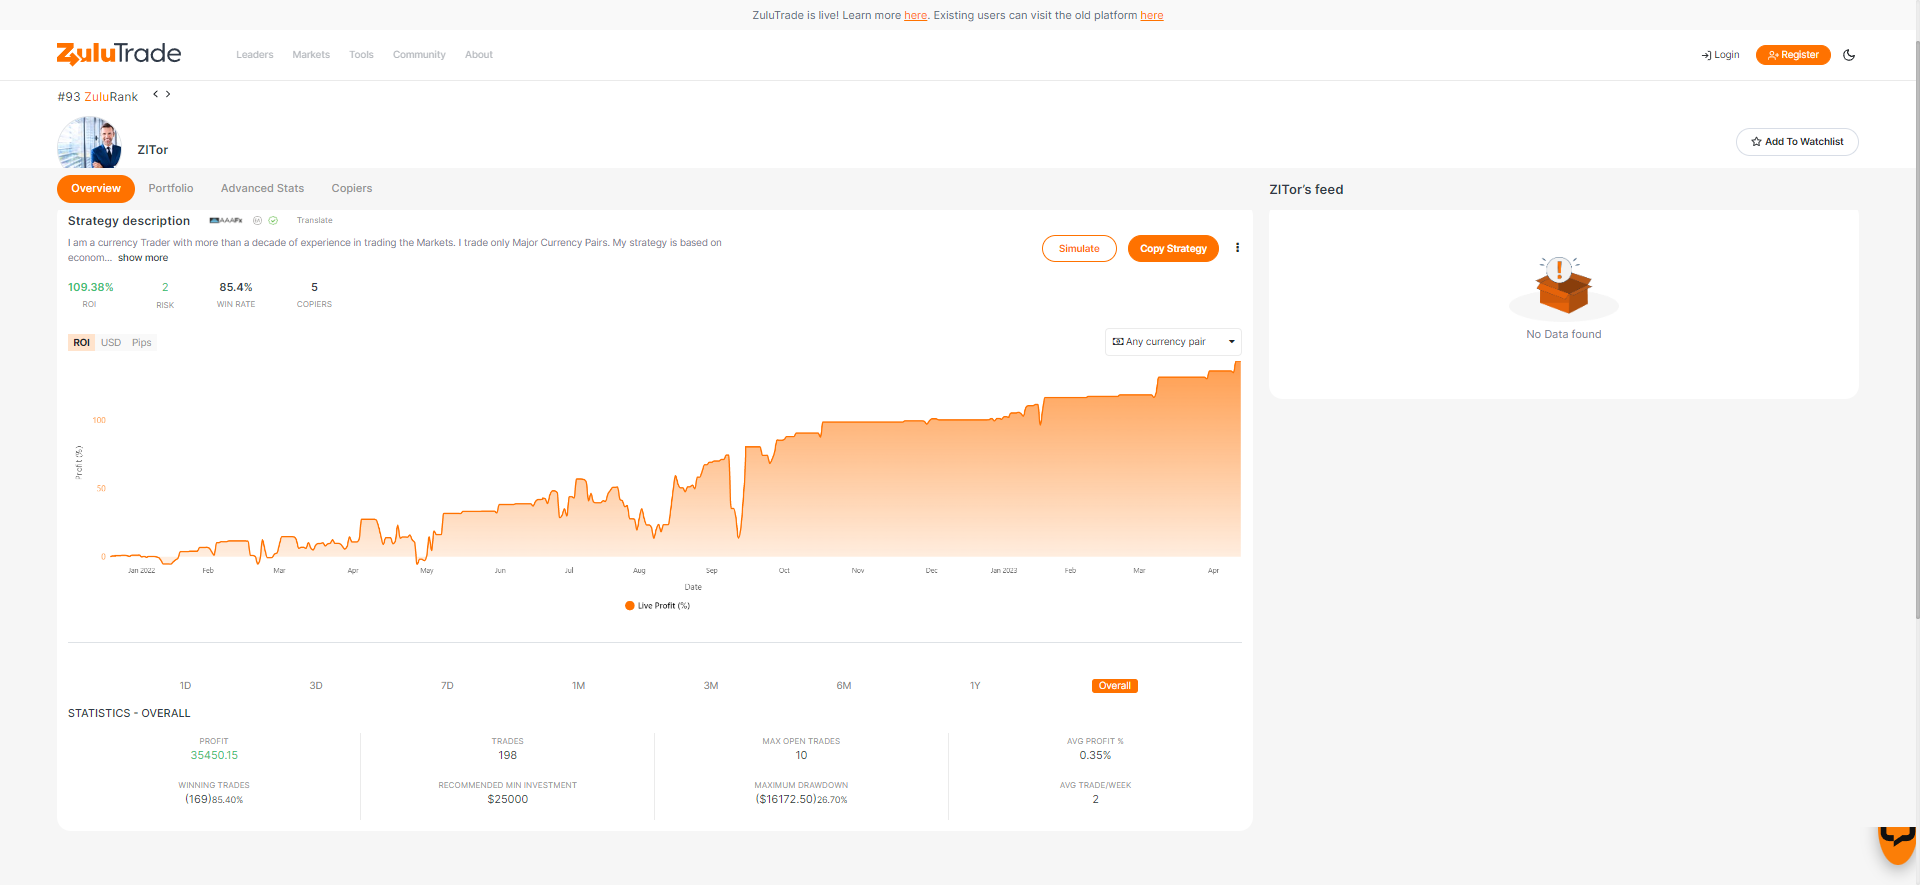 ZuluTrade is live! Learn more here. Existing users can visit the old platform here
ZuluTrade
Leaders Markets Tools Community About
Login
Register
#93 ZuluRank < >
ZITor
Add To Watchlist
Overview Portfolio Advanced Stats Copiers
ZITor's feed
Strategy description AAAFx Translate
I am a currency Trader with more than a decade of experience in trading the Markets. I trade only Major Currency Pairs. My strategy is based on
econom... show more
Simulate Copy Strategy
109.38% 2 85.4% 5
ROI RISK WIN RATE COPIERS
No Data found
ROI USD Pips
Any currency pair
100
50
0
Profit (%)
Jan 2022 Feb Mar Apr May Jun Jul Aug Sep Oct Nov Dec Jan 2023 Feb Mar Apr
Date
Live Profit (%)
1D 3D 7D 1M 3M 6M 1Y Overall
STATISTICS - OVERALL
PROFIT TRADES MAX OPEN TRADES AVG PROFIT %
35450.15 198 10 0.35%
WINNING TRADES RECOMMENDED MIN INVESTMENT MAXIMUM DRAWDOWN AVG TRADE/WEEK
(169)85.40% $25000 ($16172.50)26.70% 2